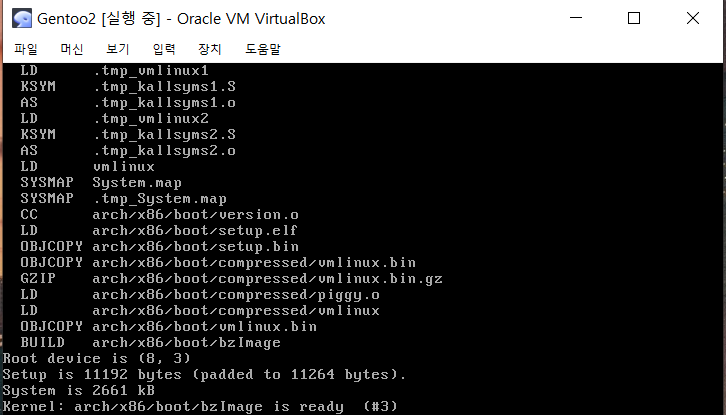 Gentoo2 [실행 중] - Oracle VM VirtualBox
파일 머신 보기 입력 장치 도움말
LD .tmp_vmlinux1
KSYM .tmp_kallsyms1.S
AS .tmp_kallsyms1.o
LD .tmp_vmlinux2
KSYM .tmp_kallsyms2.S
AS .tmp_kallsyms2.o
LD vmlinux
SYSMAP System.map
SYSMAP .tmp_System.map
CC arch/x86/boot/version.o
LD arch/x86/boot/setup.elf
OBJCOPY arch/x86/boot/setup.bin
OBJCOPY arch/x86/boot/compressed/vmlinux.bin
GZIP arch/x86/boot/compressed/vmlinux.bin.gz
LD arch/x86/boot/compressed/piggy.o
LD arch/x86/boot/compressed/vmlinux
OBJCOPY arch/x86/boot/vmlinux.bin
BUILD arch/x86/boot/bzImage
Root device is (8, 3)
Setup is 11192 bytes (padded to 11264 bytes).
System is 2661 kB
Kernel: arch/x86/boot/bzImage is ready (#3)